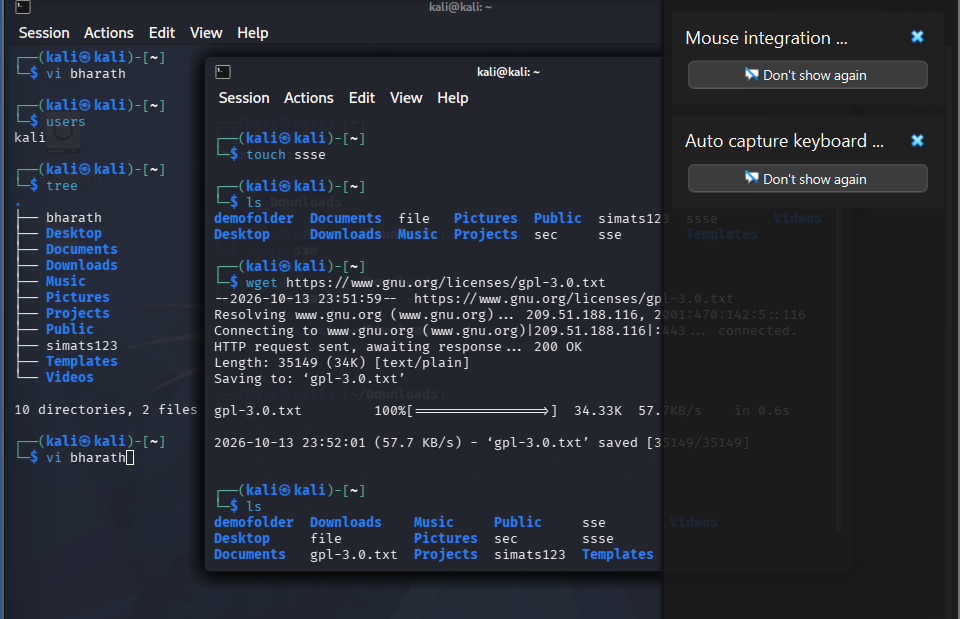 kali@kali: ~
Session Actions Edit View Help
┌──(kali㉿kali)-[~]
└─$ vi bharath
┌──(kali㉿kali)-[~]
└─$ users
kali
┌──(kali㉿kali)-[~]
└─$ tree
.
├── bharath
├── Desktop
├── Documents
├── Downloads
├── Music
├── Pictures
├── Projects
├── Public
├── simats123
├── Templates
└── Videos
10 directories, 2 files
┌──(kali㉿kali)-[~]
└─$ vi bharath
kali@kali: ~
Session Actions Edit View Help
┌──(kali㉿kali)-[~]
└─$ touch ssse
┌──(kali㉿kali)-[~]
└─$ ls
demofolder Documents file Pictures Public simats123 ssse Videos
Desktop Downloads Music Projects sec sse Templates
┌──(kali㉿kali)-[~]
└─$ wget https://www.gnu.org/licenses/gpl-3.0.txt
--2026-10-13 23:51:59-- https://www.gnu.org/licenses/gpl-3.0.txt
Resolving www.gnu.org (www.gnu.org)... 209.51.188.116, 2001:470:142:5::116
Connecting to www.gnu.org (www.gnu.org)|209.51.188.116|:443... connected.
HTTP request sent, awaiting response... 200 OK
Length: 35149 (34K) [text/plain]
Saving to: ‘gpl-3.0.txt’
gpl-3.0.txt 100%[=================>] 34.33K 57.7KB/s in 0.6s
2026-10-13 23:52:01 (57.7 KB/s) - ‘gpl-3.0.txt’ saved [35149/35149]
┌──(kali㉿kali)-[~]
└─$ ls
demofolder Downloads Music Public sse Videos
Desktop file Pictures sec ssse
Documents gpl-3.0.txt Projects simats123 Templates
Mouse integration ...
Don't show again
Auto capture keyboard ...
Don't show again